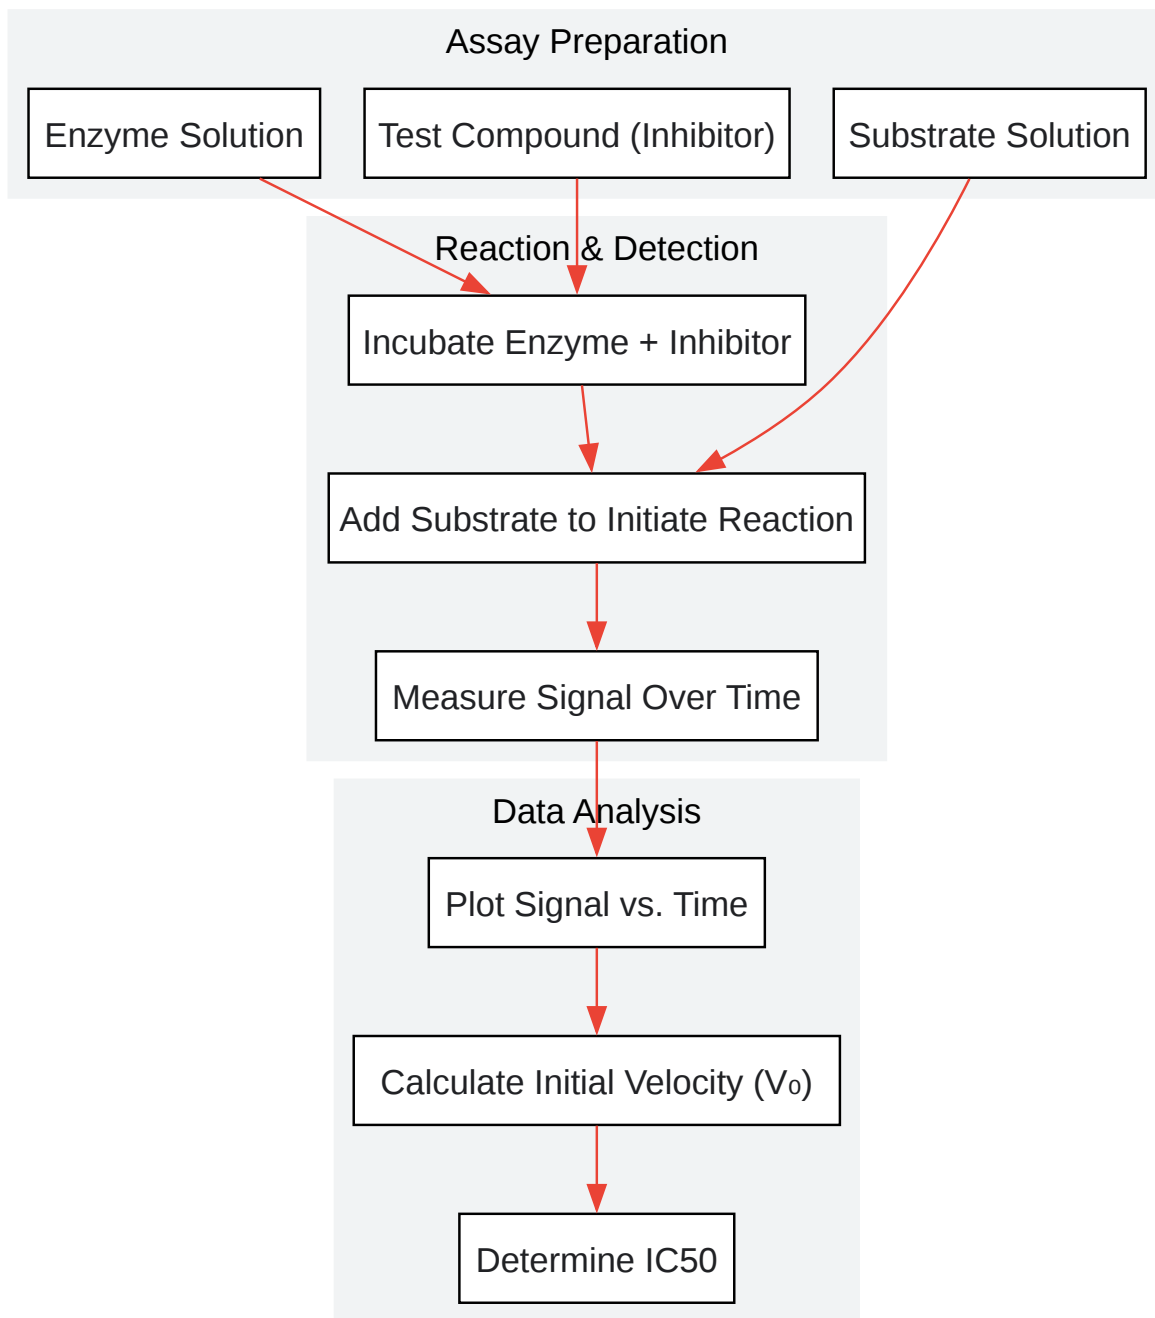 Assay Preparation
Enzyme Solution
Test Compound (Inhibitor)
Substrate Solution
Reaction & Detection
Incubate Enzyme + Inhibitor
Add Substrate to Initiate Reaction
Measure Signal Over Time
Data Analysis
Plot Signal vs. Time
Calculate Initial Velocity (V₀)
Determine IC50